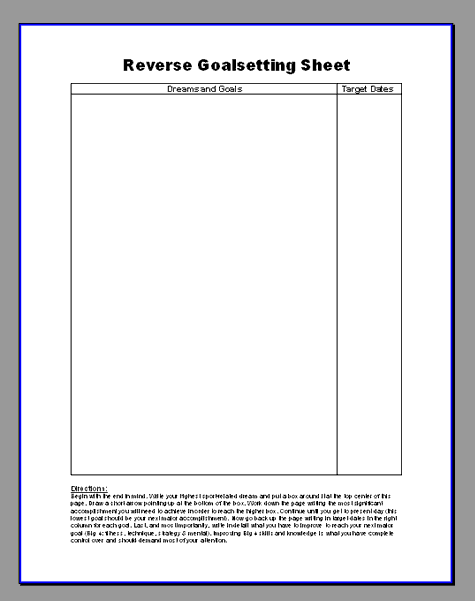 Reverse Goalsetting Sheet
Dreams and Goals
Target Dates
Directions:
Begin with the end in mind. Write your highest sport-related dream and put a box around it at the top center of this
page. Draw a short arrow pointing up at the bottom of the box. Work down the page writing the most significant
accomplishment you will need to achieve in order to reach the higher box. Continue until you get to present day (this
lowest goal should be your next major accomplishment). Now go back up the page writing in target dates in the right
column for each goal. Last, and most importantly, write in detail what you have to improve to reach your next major
goal (Big 4: fitness, technique, strategy & mental). Improving Big 4 skills and knowledge is what you have complete
control over and should demand most of your attention.